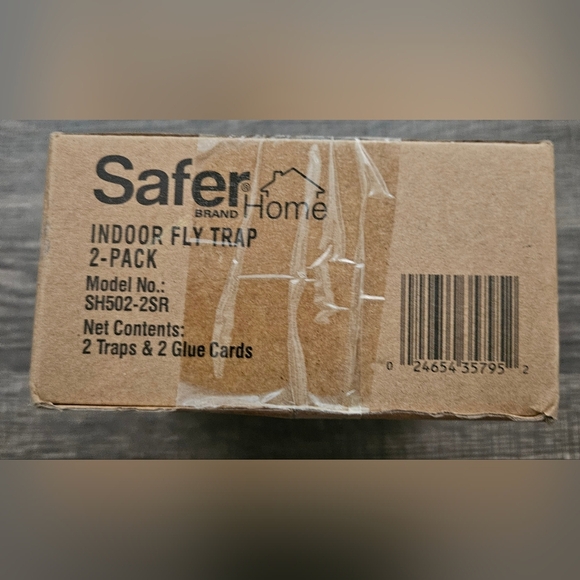 Safer® Home
BRAND
INDOOR FLY TRAP
2-PACK
Model No.:
SH502-2SR
Net Contents:
2 Traps & 2 Glue Cards
0 24654 35795 2